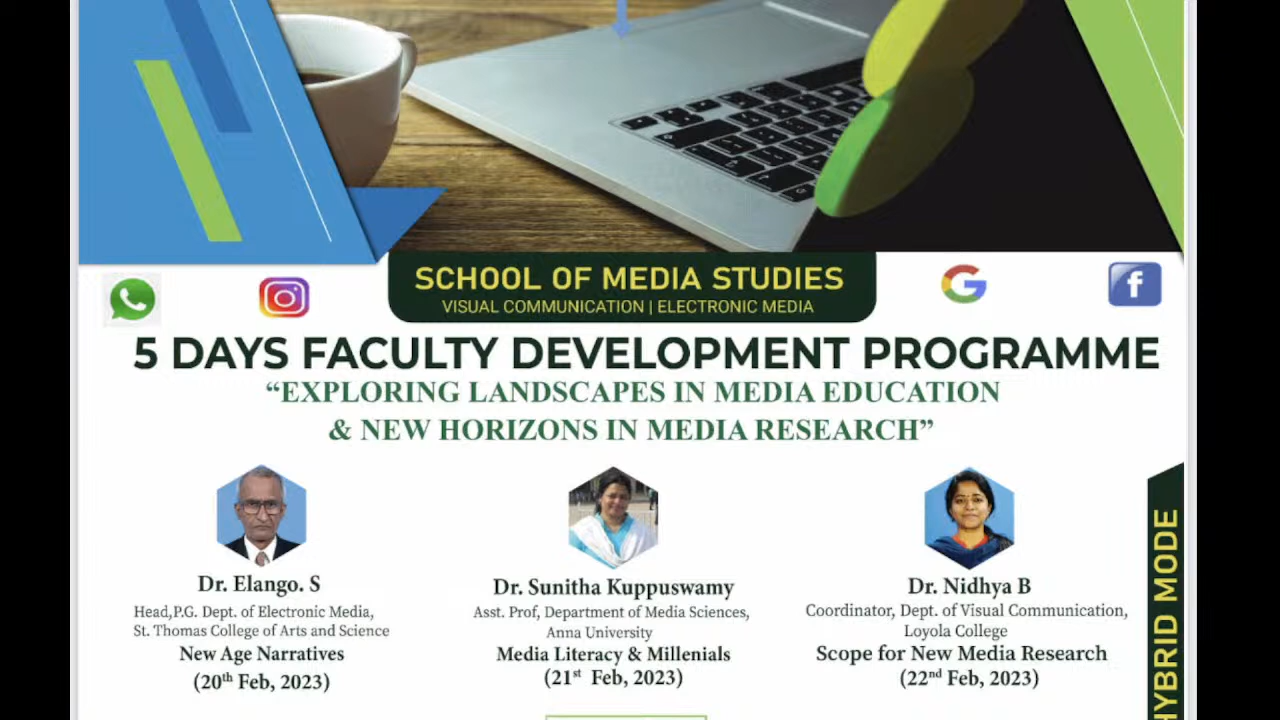 SCHOOL OF MEDIA STUDIES
VISUAL COMMUNICATION | ELECTRONIC MEDIA
5 DAYS FACULTY DEVELOPMENT PROGRAMME
“EXPLORING LANDSCAPES IN MEDIA EDUCATION
& NEW HORIZONS IN MEDIA RESEARCH”
Dr. Elango. S
Head,P.G. Dept. of Electronic Media,
St. Thomas College of Arts and Science
New Age Narratives
(20th Feb, 2023)
Dr. Sunitha Kuppuswamy
Asst. Prof, Department of Media Sciences,
Anna University
Media Literacy & Millenials
(21st Feb, 2023)
Dr. Nidhya B
Coordinator, Dept. of Visual Communication,
Loyola College
Scope for New Media Research
(22nd Feb, 2023)
HYBRID MODE